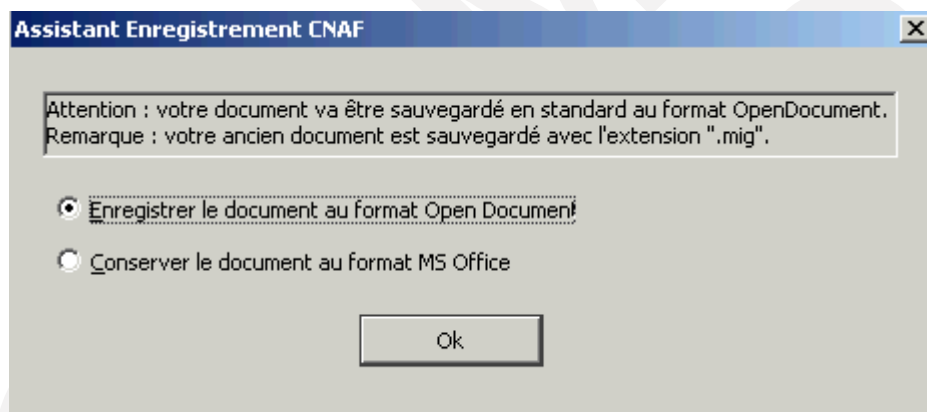 Assistant Enregistrement CNAF
Attention : votre document va être sauvegardé en standard au format OpenDocument.
Remarque : votre ancien document est sauvegardé avec l'extension ".mig".
Enregistrer le document au format Open Document
Conserver le document au format MS Office
Ok